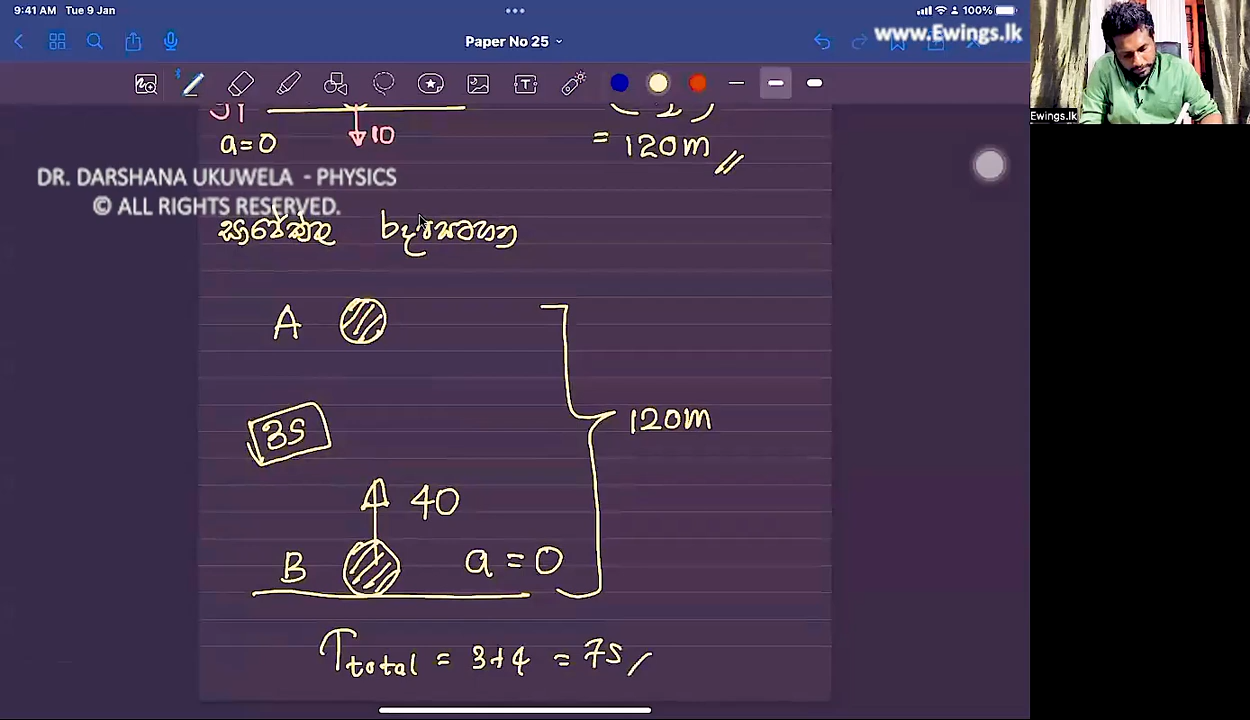 9:41 AM Tue 9 Jan
100%
Paper No 25
www.Ewings.lk
Ewings.lk
a=0
10
= 120m
DR. DARSHANA UKUWELA - PHYSICS
© ALL RIGHTS RESERVED.
සාපේක්ෂ රූපසටහන
A
120m
3s
40
B
a = 0
T total = 3+4 = 7s